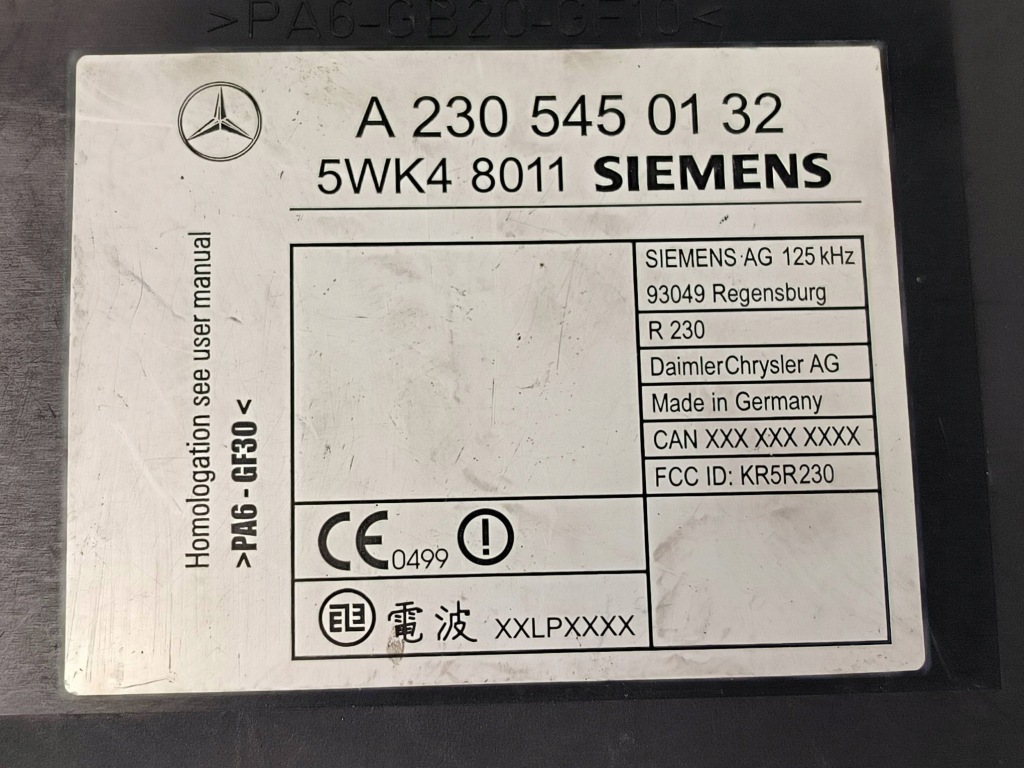 >PA6-GB20-GF10<
A 230 545 01 32
5WK4 8011 SIEMENS
Homologation see user manual
>PA6 - GF30 <
SIEMENS AG 125 kHz
93049 Regensburg
R 230
DaimlerChrysler AG
Made in Germany
CAN XXX XXX XXXX
FCC ID: KR5R230
CE 0499
電波 XXLPXXXX